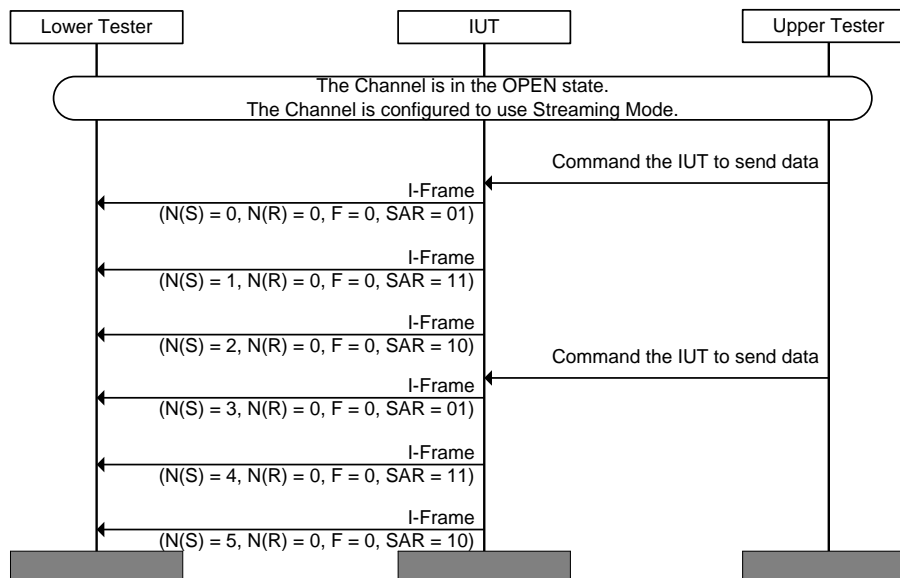 Lower Tester
IUT
Upper Tester
The Channel is in the OPEN state.
The Channel is configured to use Streaming Mode.
Command the IUT to send data
I-Frame
(N(S) = 0, N(R) = 0, F = 0, SAR = 01)
I-Frame
(N(S) = 1, N(R) = 0, F = 0, SAR = 11)
I-Frame
(N(S) = 2, N(R) = 0, F = 0, SAR = 10)
Command the IUT to send data
I-Frame
(N(S) = 3, N(R) = 0, F = 0, SAR = 01)
I-Frame
(N(S) = 4, N(R) = 0, F = 0, SAR = 11)
I-Frame
(N(S) = 5, N(R) = 0, F = 0, SAR = 10)